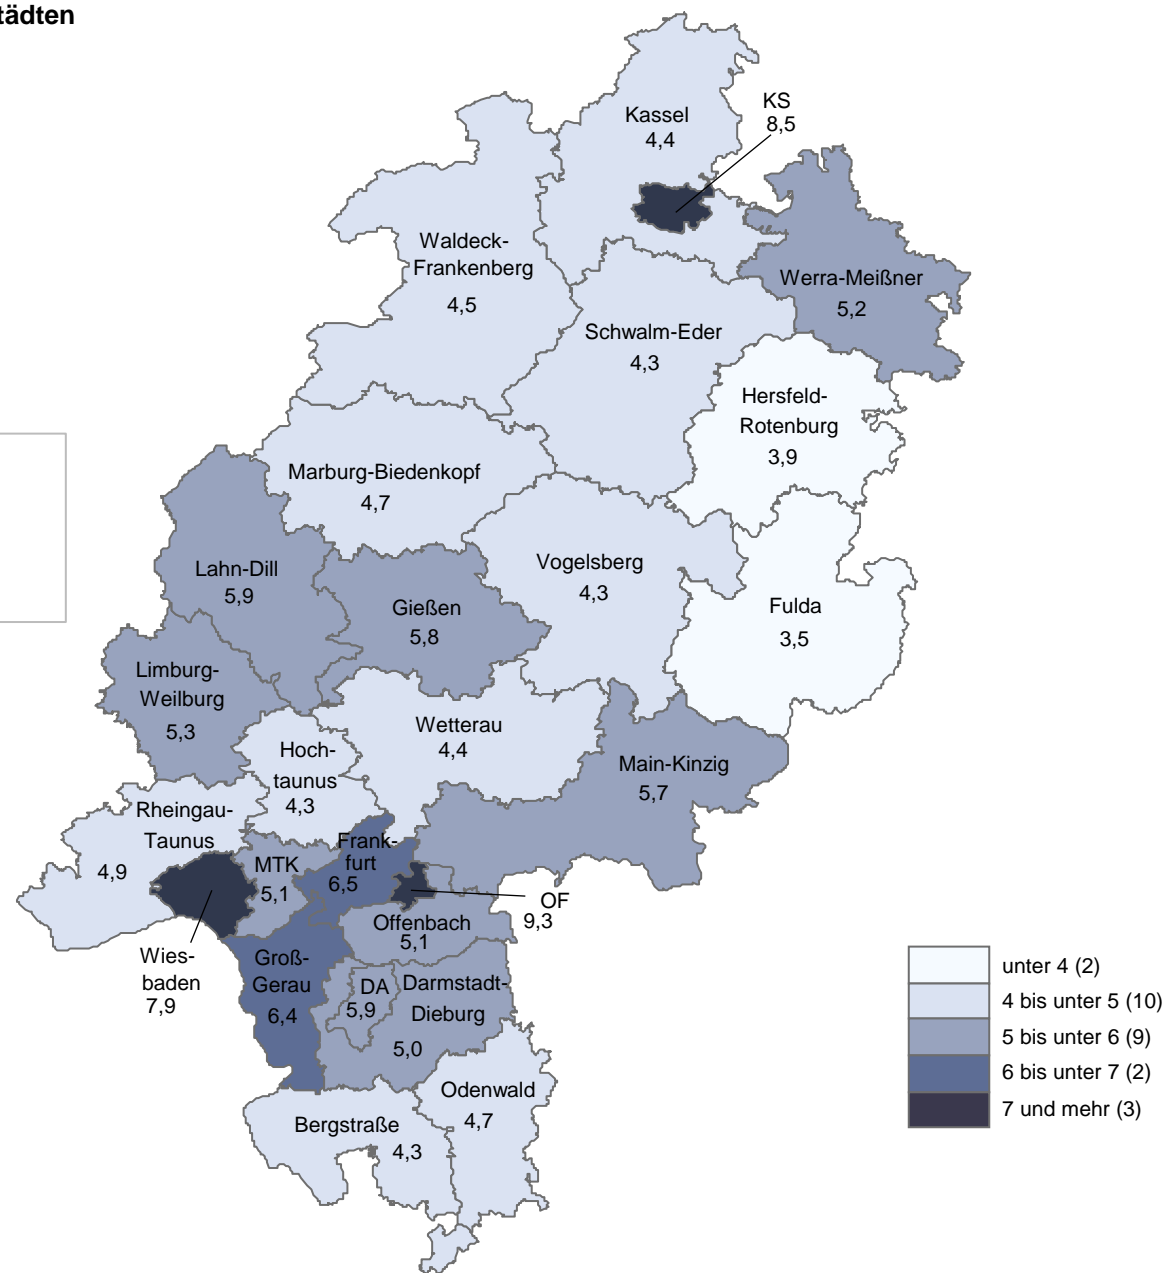 tädten
KS
8,5
Kassel
4,4
Waldeck-
Frankenberg
4,5
Werra-Meißner
5,2
Schwalm-Eder
4,3
Hersfeld-
Rotenburg
3,9
Marburg-Biedenkopf
4,7
Lahn-Dill
5,9
Gießen
5,8
Vogelsberg
4,3
Fulda
3,5
Limburg-
Weilburg
5,3
Wetterau
4,4
Hoch-
taunus
4,3
Main-Kinzig
5,7
Rheingau-
Taunus
4,9
MTK
5,1
Frank-
furt
6,5
OF
9,3
Offenbach
5,1
Wies-
baden
7,9
Groß-
Gerau
6,4
DA
5,9
Darmstadt-
Dieburg
5,0
Odenwald
4,7
Bergstraße
4,3
unter 4 (2)
4 bis unter 5 (10)
5 bis unter 6 (9)
6 bis unter 7 (2)
7 und mehr (3)